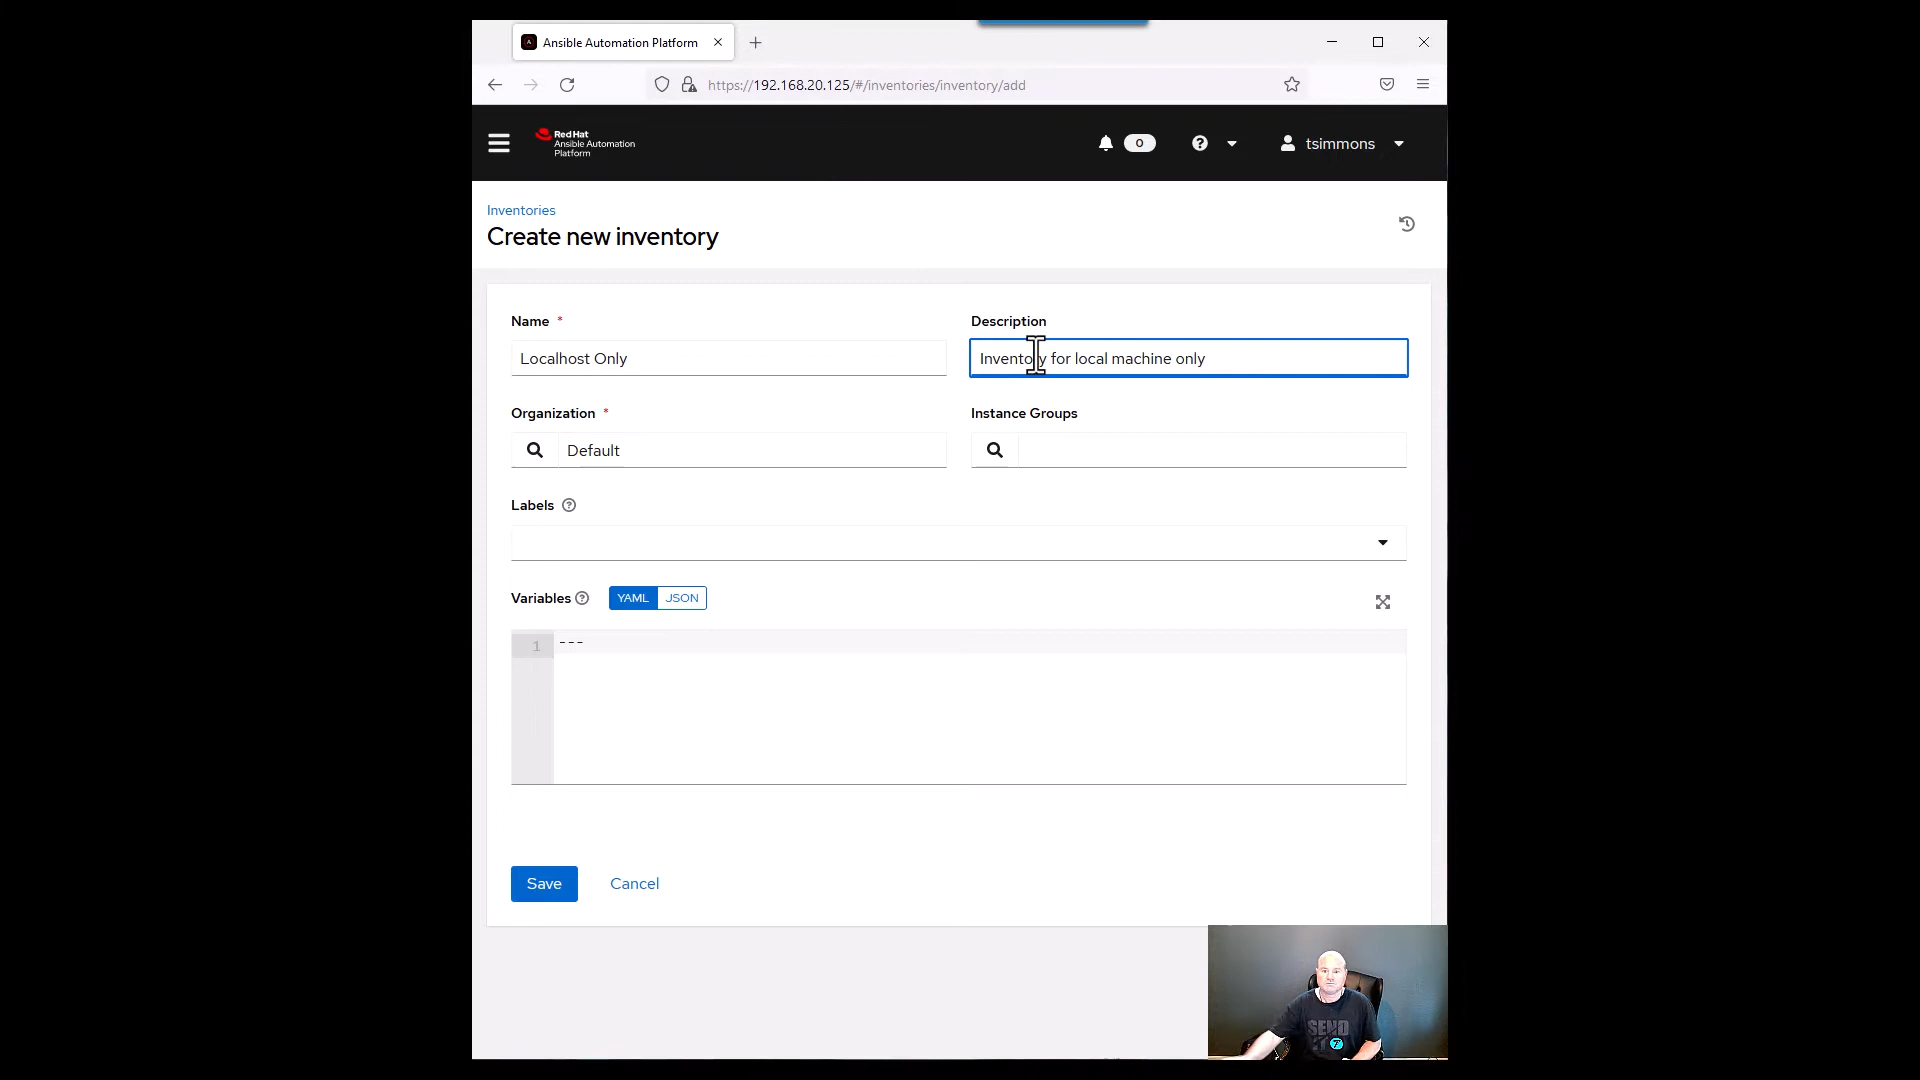 Ansible Automation Platform
https://192.168.20.125/#/inventories/inventory/add
Red Hat
Ansible Automation
Platform
0
tsimmons
Inventories
Create new inventory
Name *
Description
Localhost Only
Inventory for local machine only
Organization *
Instance Groups
Default
Labels
Variables
YAML
JSON
1
---
Save
Cancel
SEND